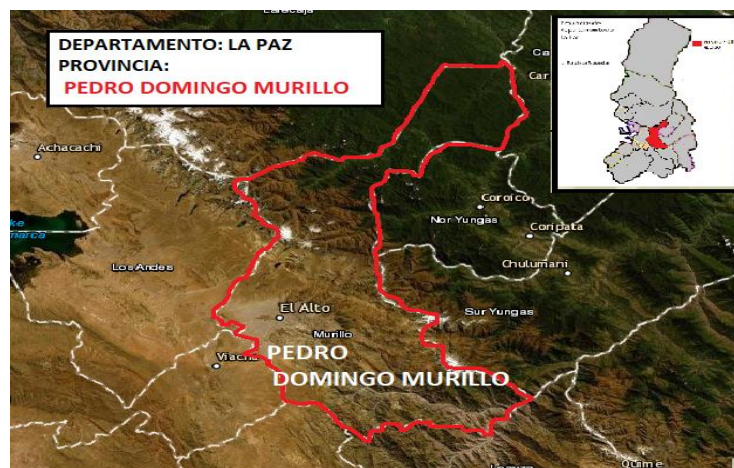 DEPARTAMENTO: LA PAZ
PROVINCIA:
PEDRO DOMINGO MURILLO
Achacachi
Coroico
Nor Yungas
Coripata
Chulumani
Los Andes
El Alto
Sur Yungas
Murillo
Viacha
PEDRO
DOMINGO MURILLO
Quime